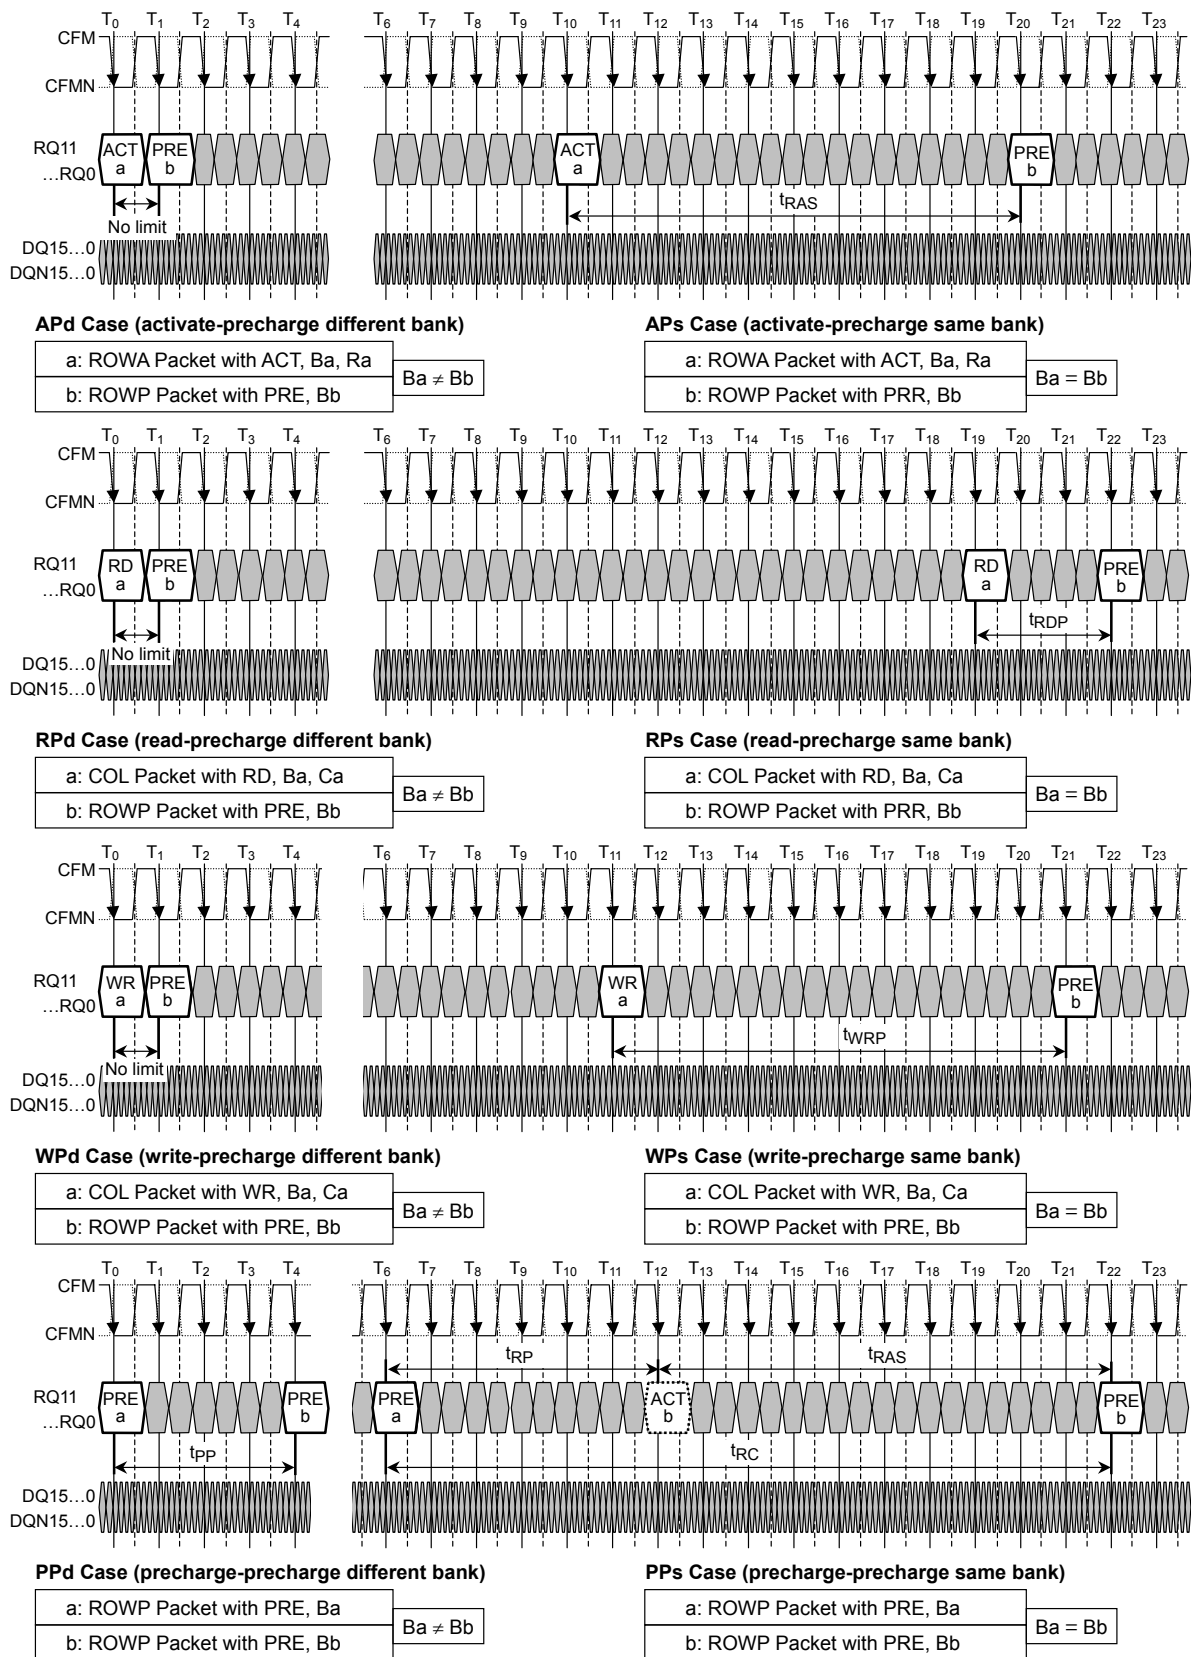 T0 T1 T2 T3 T4 T6 T7 T8 T9 T10 T11 T12 T13 T14 T15 T16 T17 T18 T19 T20 T21 T22 T23
CFM
CFMN
RQ11 ACT PRE ACT PRE
…RQ0 a b a b
tRAS
No limit
DQ15…0
DQN15…0
APd Case (activate-precharge different bank) APs Case (activate-precharge same bank)
a: ROWA Packet with ACT, Ba, Ra a: ROWA Packet with ACT, Ba, Ra
Ba ≠ Bb Ba = Bb
b: ROWP Packet with PRE, Bb b: ROWP Packet with PRR, Bb
T0 T1 T2 T3 T4 T6 T7 T8 T9 T10 T11 T12 T13 T14 T15 T16 T17 T18 T19 T20 T21 T22 T23
CFM
CFMN
RQ11 RD PRE RD PRE
…RQ0 a b a b
tRDP
No limit
DQ15…0
DQN15…0
RPd Case (read-precharge different bank) RPs Case (read-precharge same bank)
a: COL Packet with RD, Ba, Ca a: COL Packet with RD, Ba, Ca
Ba ≠ Bb Ba = Bb
b: ROWP Packet with PRE, Bb b: ROWP Packet with PRR, Bb
T0 T1 T2 T3 T4 T6 T7 T8 T9 T10 T11 T12 T13 T14 T15 T16 T17 T18 T19 T20 T21 T22 T23
CFM
CFMN
RQ11 WR PRE WR PRE
…RQ0 a b a b
tWRP
No limit
DQ15…0
DQN15…0
WPd Case (write-precharge different bank) WPs Case (write-precharge same bank)
a: COL Packet with WR, Ba, Ca a: COL Packet with WR, Ba, Ca
Ba ≠ Bb Ba = Bb
b: ROWP Packet with PRE, Bb b: ROWP Packet with PRE, Bb
T0 T1 T2 T3 T4 T6 T7 T8 T9 T10 T11 T12 T13 T14 T15 T16 T17 T18 T19 T20 T21 T22 T23
CFM
CFMN
tRP tRAS
RQ11 PRE PRE PRE ACT PRE
…RQ0 a b a b b
tPP tRC
DQ15…0
DQN15…0
PPd Case (precharge-precharge different bank) PPs Case (precharge-precharge same bank)
a: ROWP Packet with PRE, Ba a: ROWP Packet with PRE, Ba
Ba ≠ Bb Ba = Bb
b: ROWP Packet with PRE, Bb b: ROWP Packet with PRE, Bb